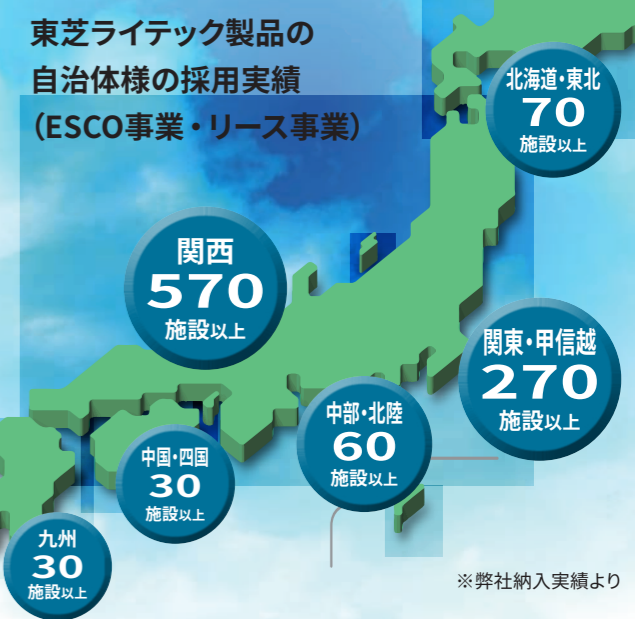 東芝ライテック製品の
自治体様の採用実績
（ESCO事業・リース事業）
北海道・東北
70
施設以上
関西
570
施設以上
関東・甲信越
270
施設以上
中部・北陸
60
施設以上
中国・四国
30
施設以上
九州
30
施設以上
※弊社納入実績より